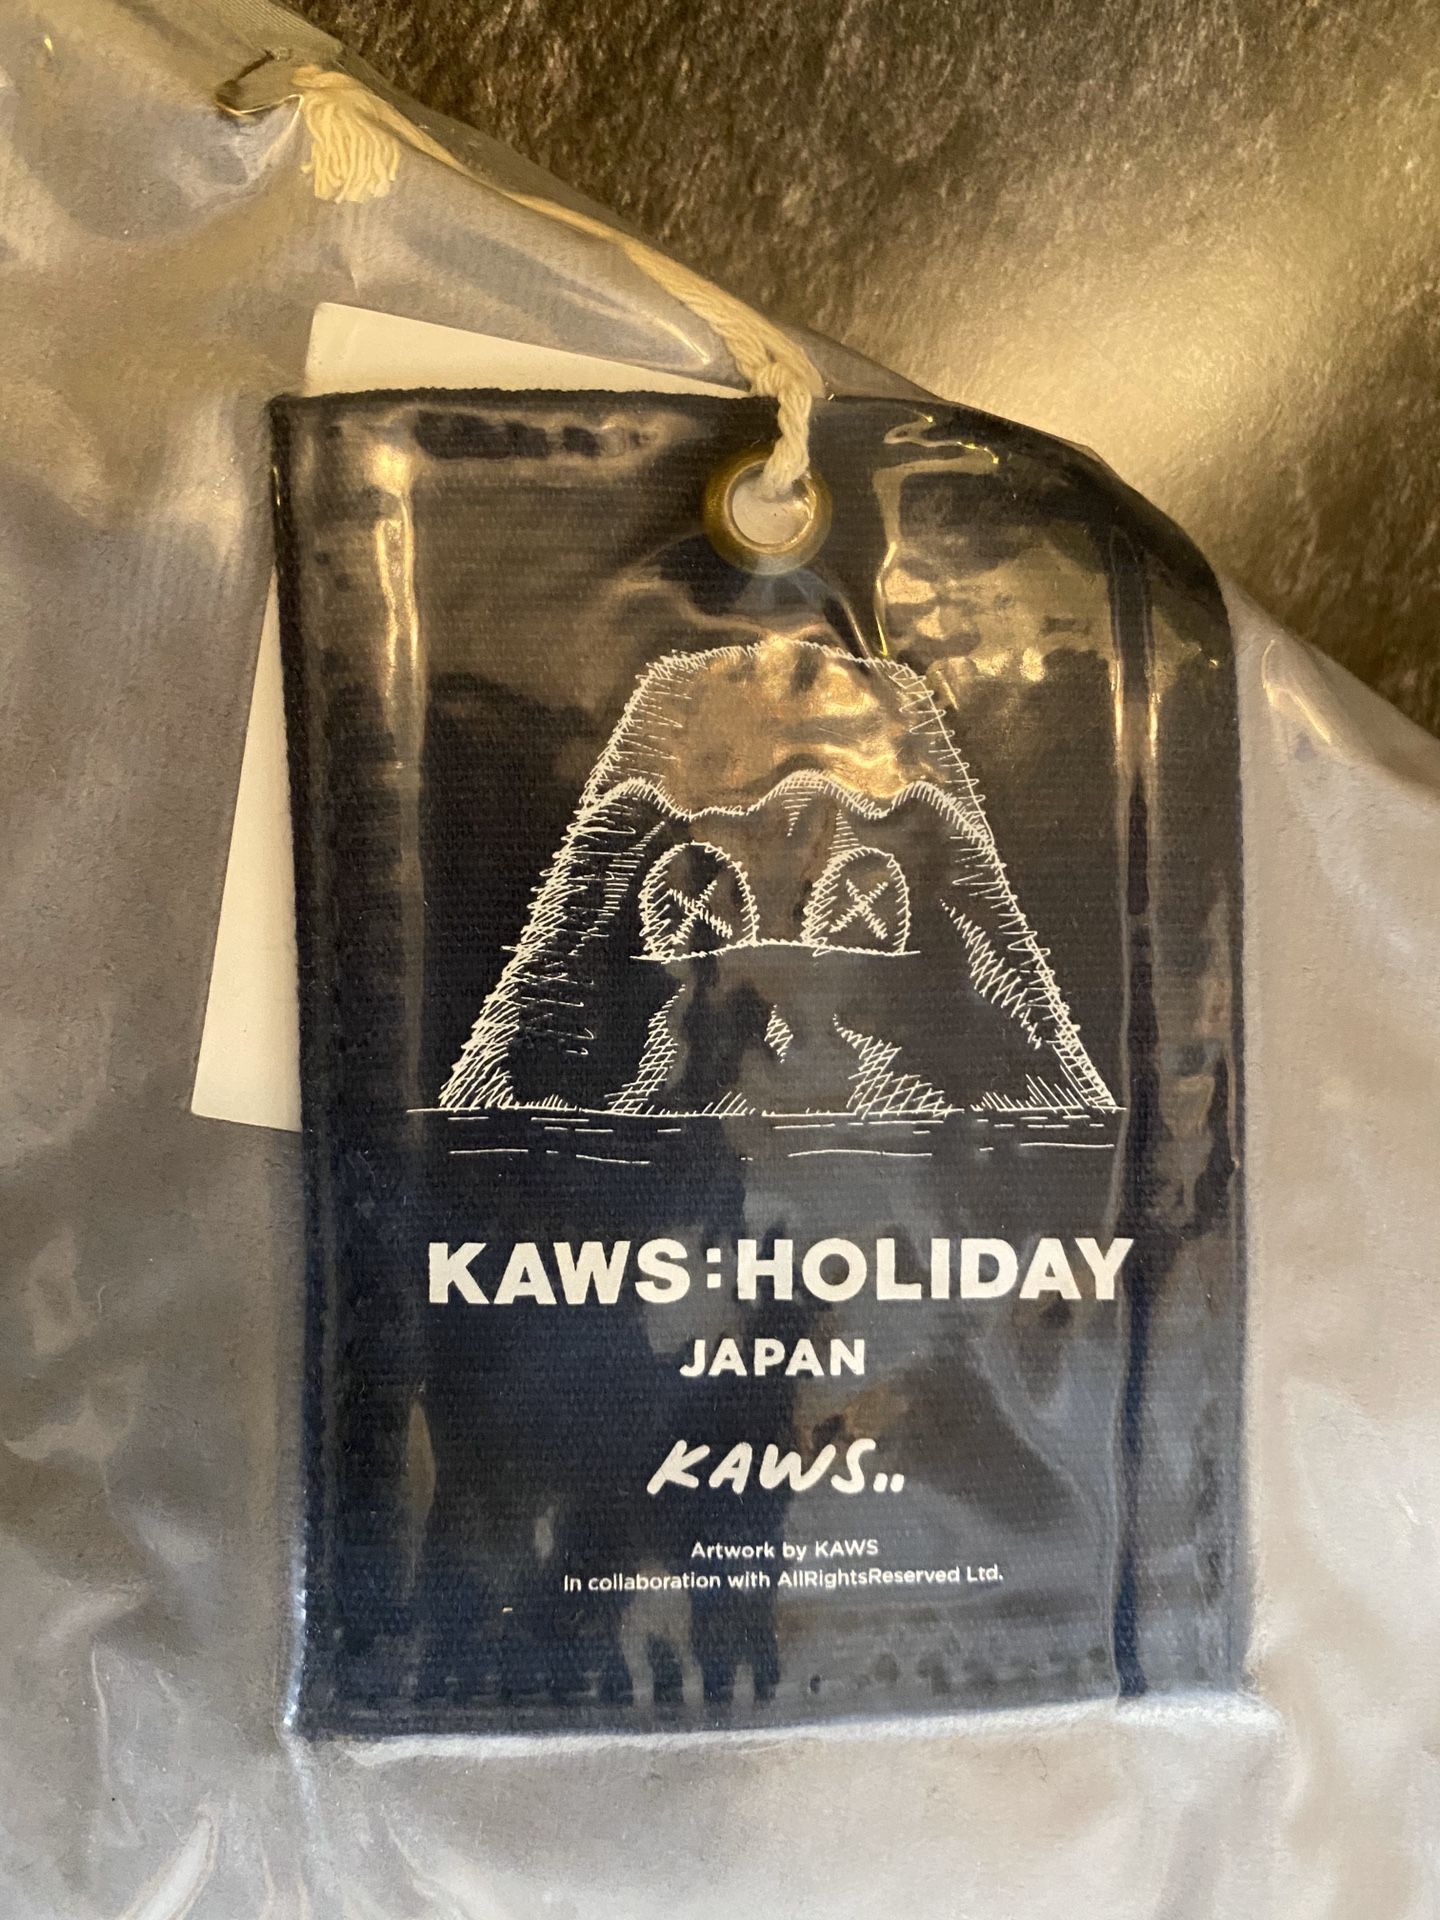 KAWS:HOLIDAY
JAPAN
KAWS..
Artwork by KAWS
In collaboration with AllRightsReserved Ltd.